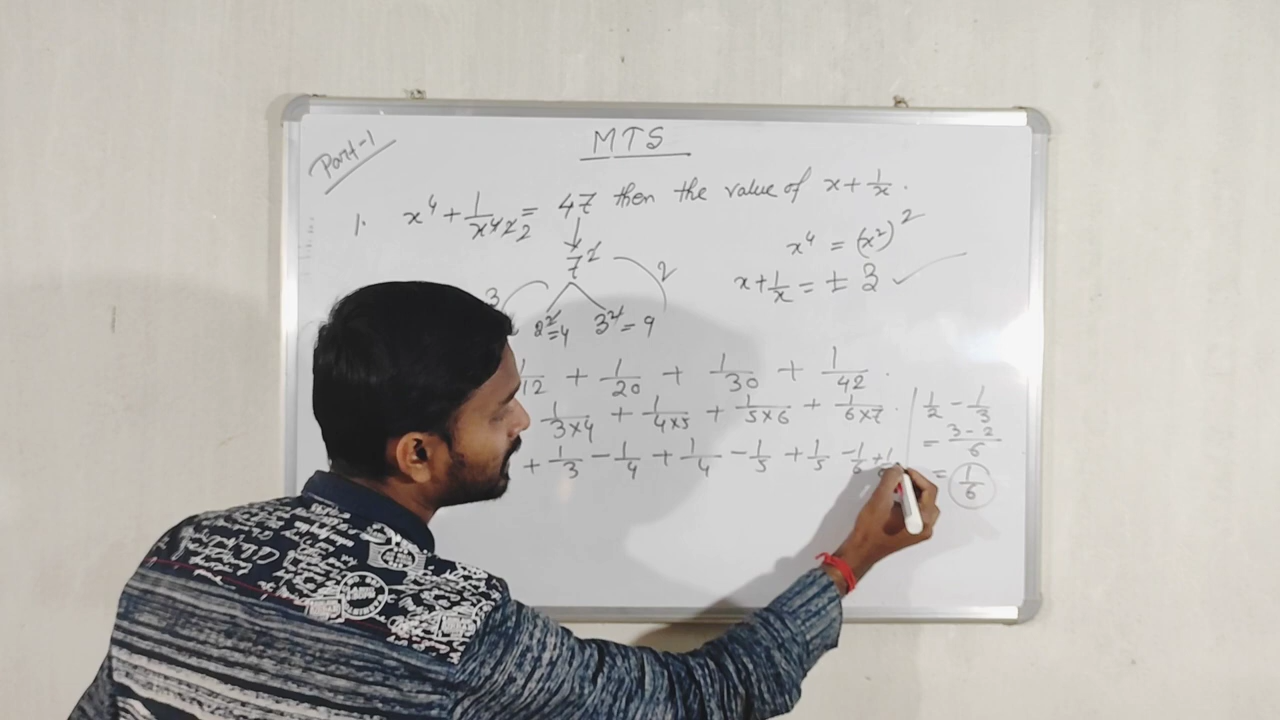 Part-1
MTS
1. x⁴ + 1/x⁴ +2 2 = 47 then the value of x + 1/x .
7²
x⁴ = (x²)²
2
x + 1/x = ± 3 ✓
3
2² = 4 3² = 9
1/12 + 1/20 + 1/30 + 1/42 .
1/3×4 + 1/4×5 + 1/5×6 + 1/6×7 .
+ 1/3 - 1/4 + 1/4 - 1/5 + 1/5 - 1/6 + 1/
1/2 - 1/3
= 3-2/6
= 1/6